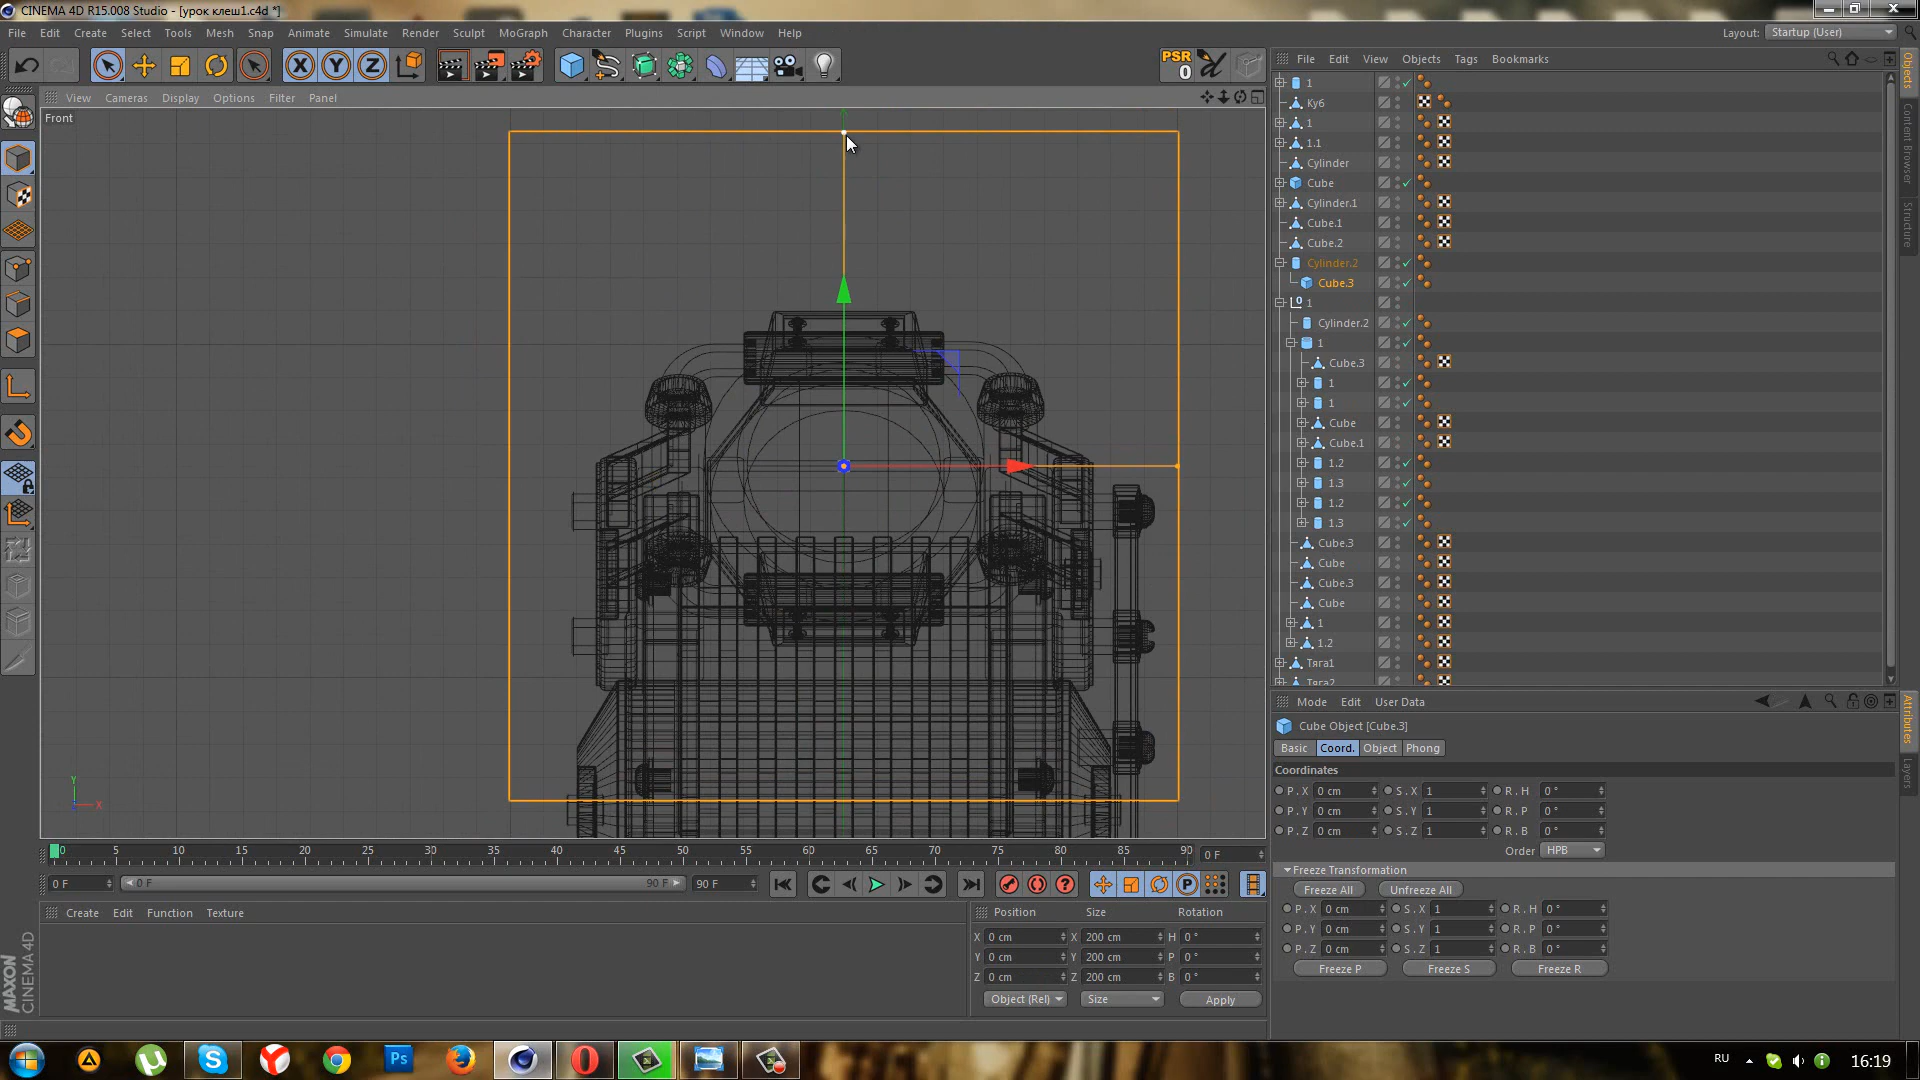 CINEMA 4D R15.008 Studio - [урок клеш1.c4d *]
File Edit Create Select Tools Mesh Snap Animate Simulate Render Sculpt MoGraph Character Plugins Script Window Help
Layout: Startup (User)
X Y Z
PSR
0
View Cameras Display Options Filter Panel
Front
Y
X
File Edit View Objects Tags Bookmarks
1
Куб
1
1.1
Cylinder
Cube
Cylinder.1
Cube.1
Cube.2
Cylinder.2
Cube.3
1
Cylinder.2
1
Cube.3
1
1
Cube
Cube.1
1.2
1.3
1.2
1.3
Cube.3
Cube
Cube.3
Cube
1
1.2
Тяга1
Тяга2
Objects
Content Browser
Structure
Mode Edit User Data
Cube Object [Cube.3]
Basic Coord. Object Phong
Coordinates
P . X 0 cm S . X 1 R . H 0 °
P . Y 0 cm S . Y 1 R . P 0 °
P . Z 0 cm S . Z 1 R . B 0 °
Order HPB
Freeze Transformation
Freeze All Unfreeze All
P . X 0 cm S . X 1 R . H 0 °
P . Y 0 cm S . Y 1 R . P 0 °
P . Z 0 cm S . Z 1 R . B 0 °
Freeze P Freeze S Freeze R
Attributes
Layers
0 5 10 15 20 25 30 35 40 45 50 55 60 65 70 75 80 85 90 0 F
0 F 0 F 90 F 90 F
Create Edit Function Texture
Position Size Rotation
X 0 cm X 200 cm H 0 °
Y 0 cm Y 200 cm P 0 °
Z 0 cm Z 200 cm B 0 °
Object (Rel) Size Apply
MAXON
CINEMA 4D
RU 16:19